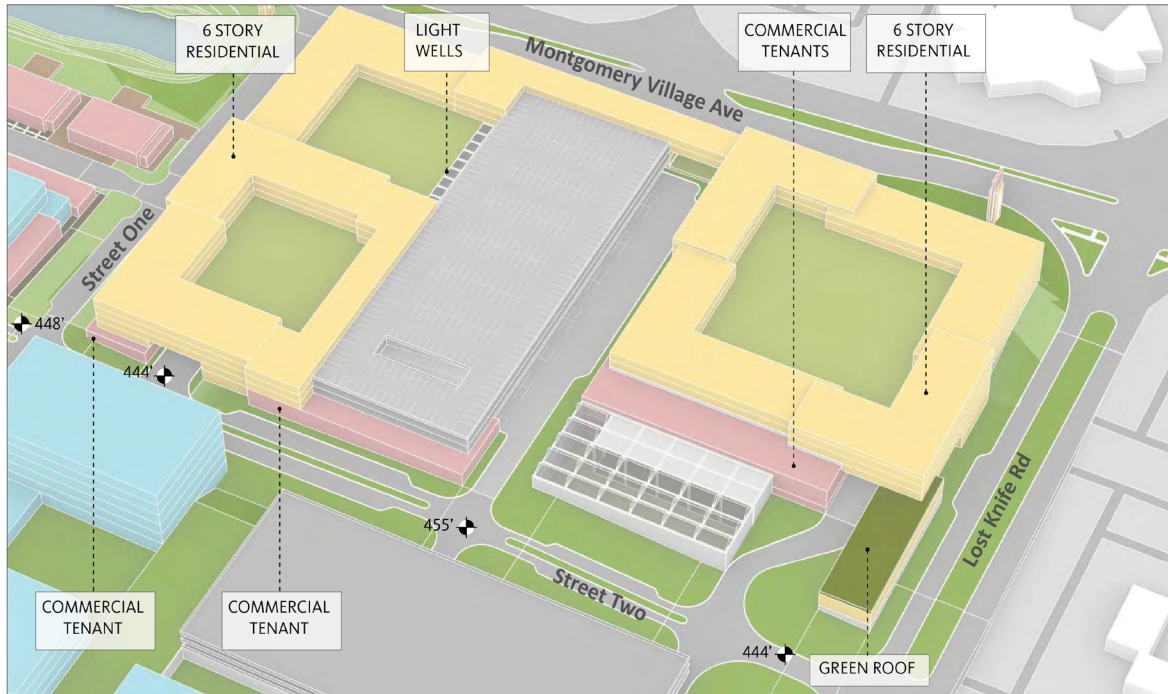 6 STORY
RESIDENTIAL
LIGHT
WELLS
COMMERCIAL
TENANTS
6 STORY
RESIDENTIAL
Montgomery Village Ave
Street One
448'
444'
455'
Lost Knife Rd
Street Two
COMMERCIAL
TENANT
COMMERCIAL
TENANT
444'
GREEN ROOF